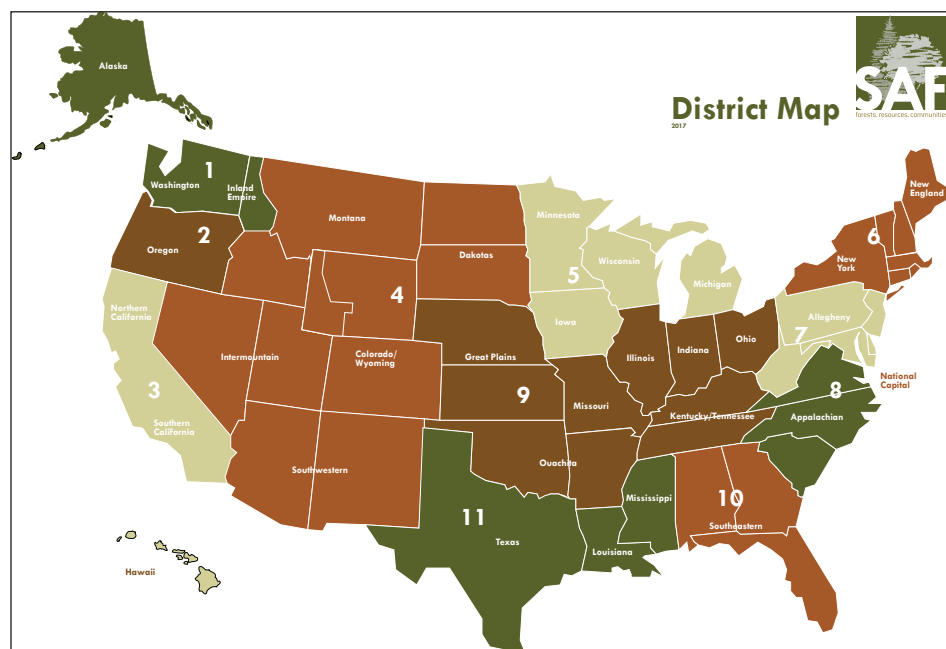 Alaska
SAF
forests. resources. communities
District Map
2017
1
Washington
Inland
Empire
New
England
Montana
Minnesota
2
6
Oregon
Dakotas
Wisconsin
New
York
5
Michigan
4
Northern
California
Iowa
Allegheny
7
Ohio
Intermountain
Colorado/
Wyoming
Great Plains
Illinois
Indiana
National
Capital
3
9
8
Missouri
Kentucky/Tennessee
Appalachian
Southern
California
Southwestern
Ouachita
Mississippi
10
11
Southeastern
Texas
Louisiana
Hawaii